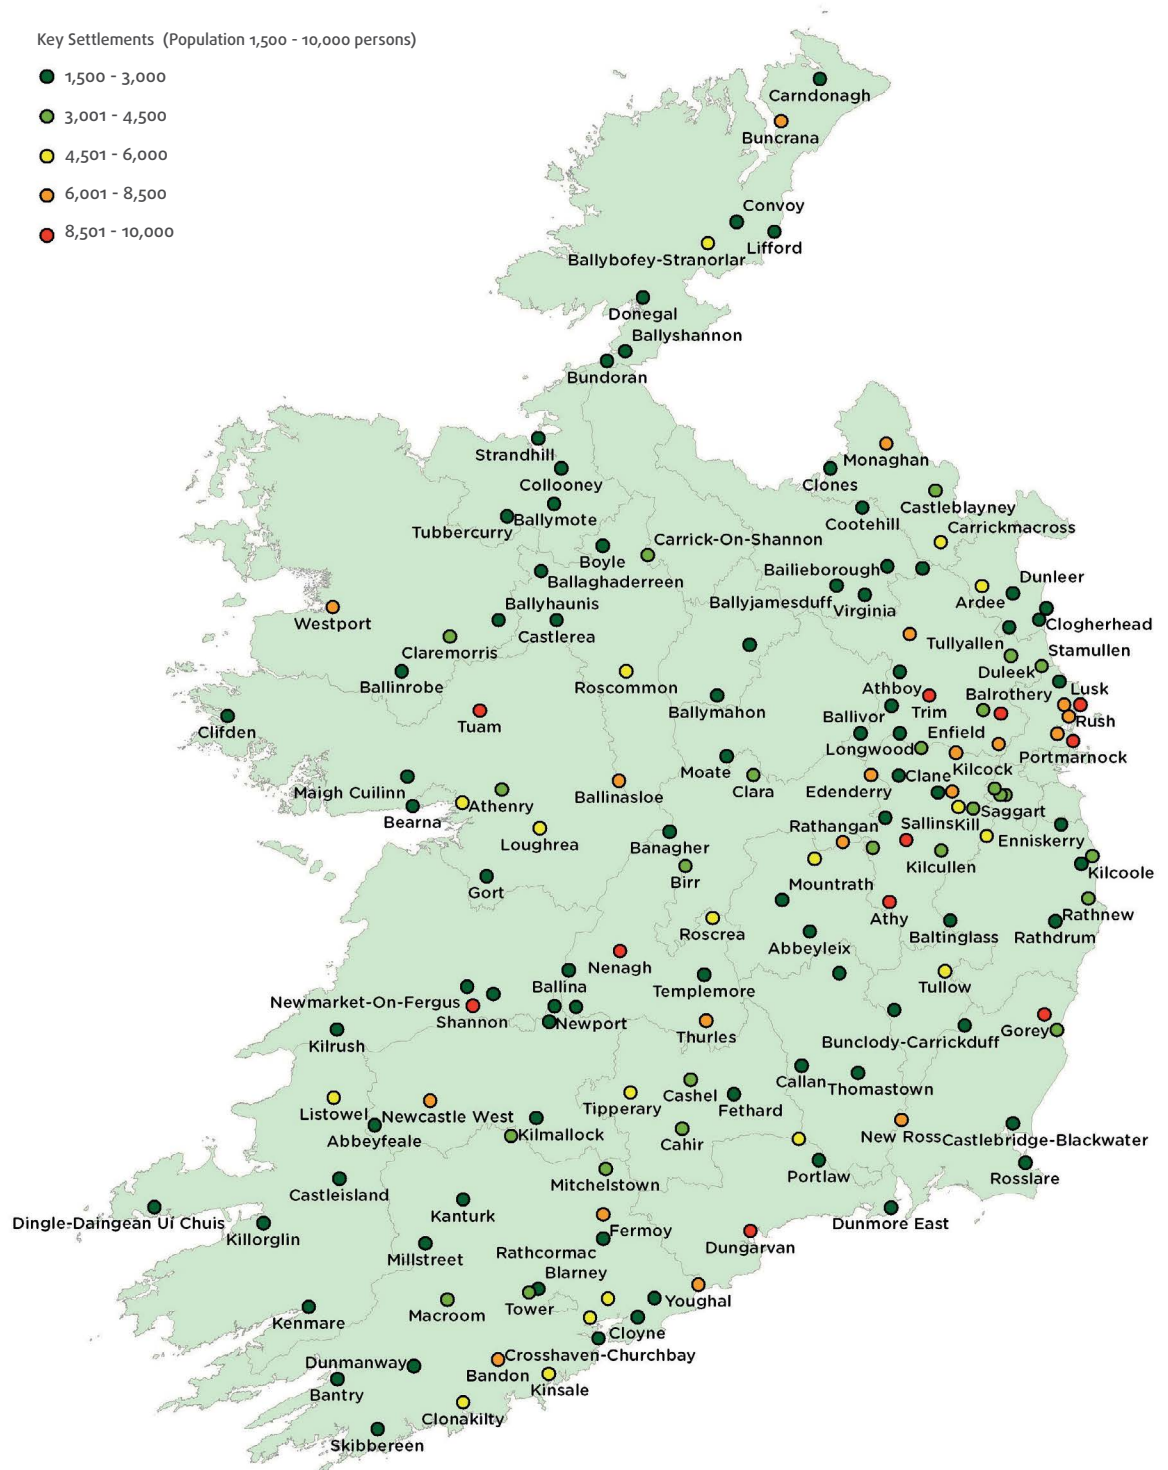 Key Settlements (Population 1,500 - 10,000 persons)
1,500 - 3,000
3,001 - 4,500
4,501 - 6,000
6,001 - 8,500
8,501 - 10,000
Carndonagh
Buncrana
Convoy
Lifford
Ballybofey-Stranorlar
Donegal
Ballyshannon
Bundoran
Strandhill
Monaghan
Collooney
Clones
Castleblayney
Ballymote
Cootehill
Tubbercurry
Carrickmacross
Carrick-On-Shannon
Boyle
Bailieborough
Ballaghaderreen
Dunleer
Ballyhaunis
Ballyjamesduff
Virginia
Ardee
Westport
Castlerea
Clogherhead
Claremorris
Tullyallen
Stamullen
Duleek
Ballinrobe
Roscommon
Athboy
Balrothery
Lusk
Ballymahon
Trim
Tuam
Ballivor
Rush
Clifden
Enfield
Longwood
Portmarnock
Moate
Clane
Kilcock
Maigh Cuilinn
Athenry
Ballinasloe
Clara
Edenderry
Saggart
Bearna
Rathangan
Sallins
Kill
Loughrea
Banagher
Enniskerry
Kilcullen
Kilcoole
Birr
Mountrath
Gort
Athy
Rathnew
Roscrea
Baltinglass
Rathdrum
Abbeyleix
Nenagh
Ballina
Templemore
Tullow
Newmarket-On-Fergus
Shannon
Newport
Gorey
Thurles
Bunclody-Carrickduff
Kilrush
Callan
Thomastown
Cashel
Tipperary
Fethard
Listowel
Newcastle West
Abbeyfeale
Kilmallock
New Ross
Castlebridge-Blackwater
Cahir
Portlaw
Rosslare
Mitchelstown
Castleisland
Kanturk
Dingle-Daingean Uí Chuis
Killorglin
Dunmore East
Fermoy
Dungarvan
Millstreet
Rathcormac
Blarney
Youghal
Macroom
Tower
Kenmare
Cloyne
Crosshaven-Churchbay
Dunmanway
Bandon
Bantry
Kinsale
Clonakilty
Skibbereen